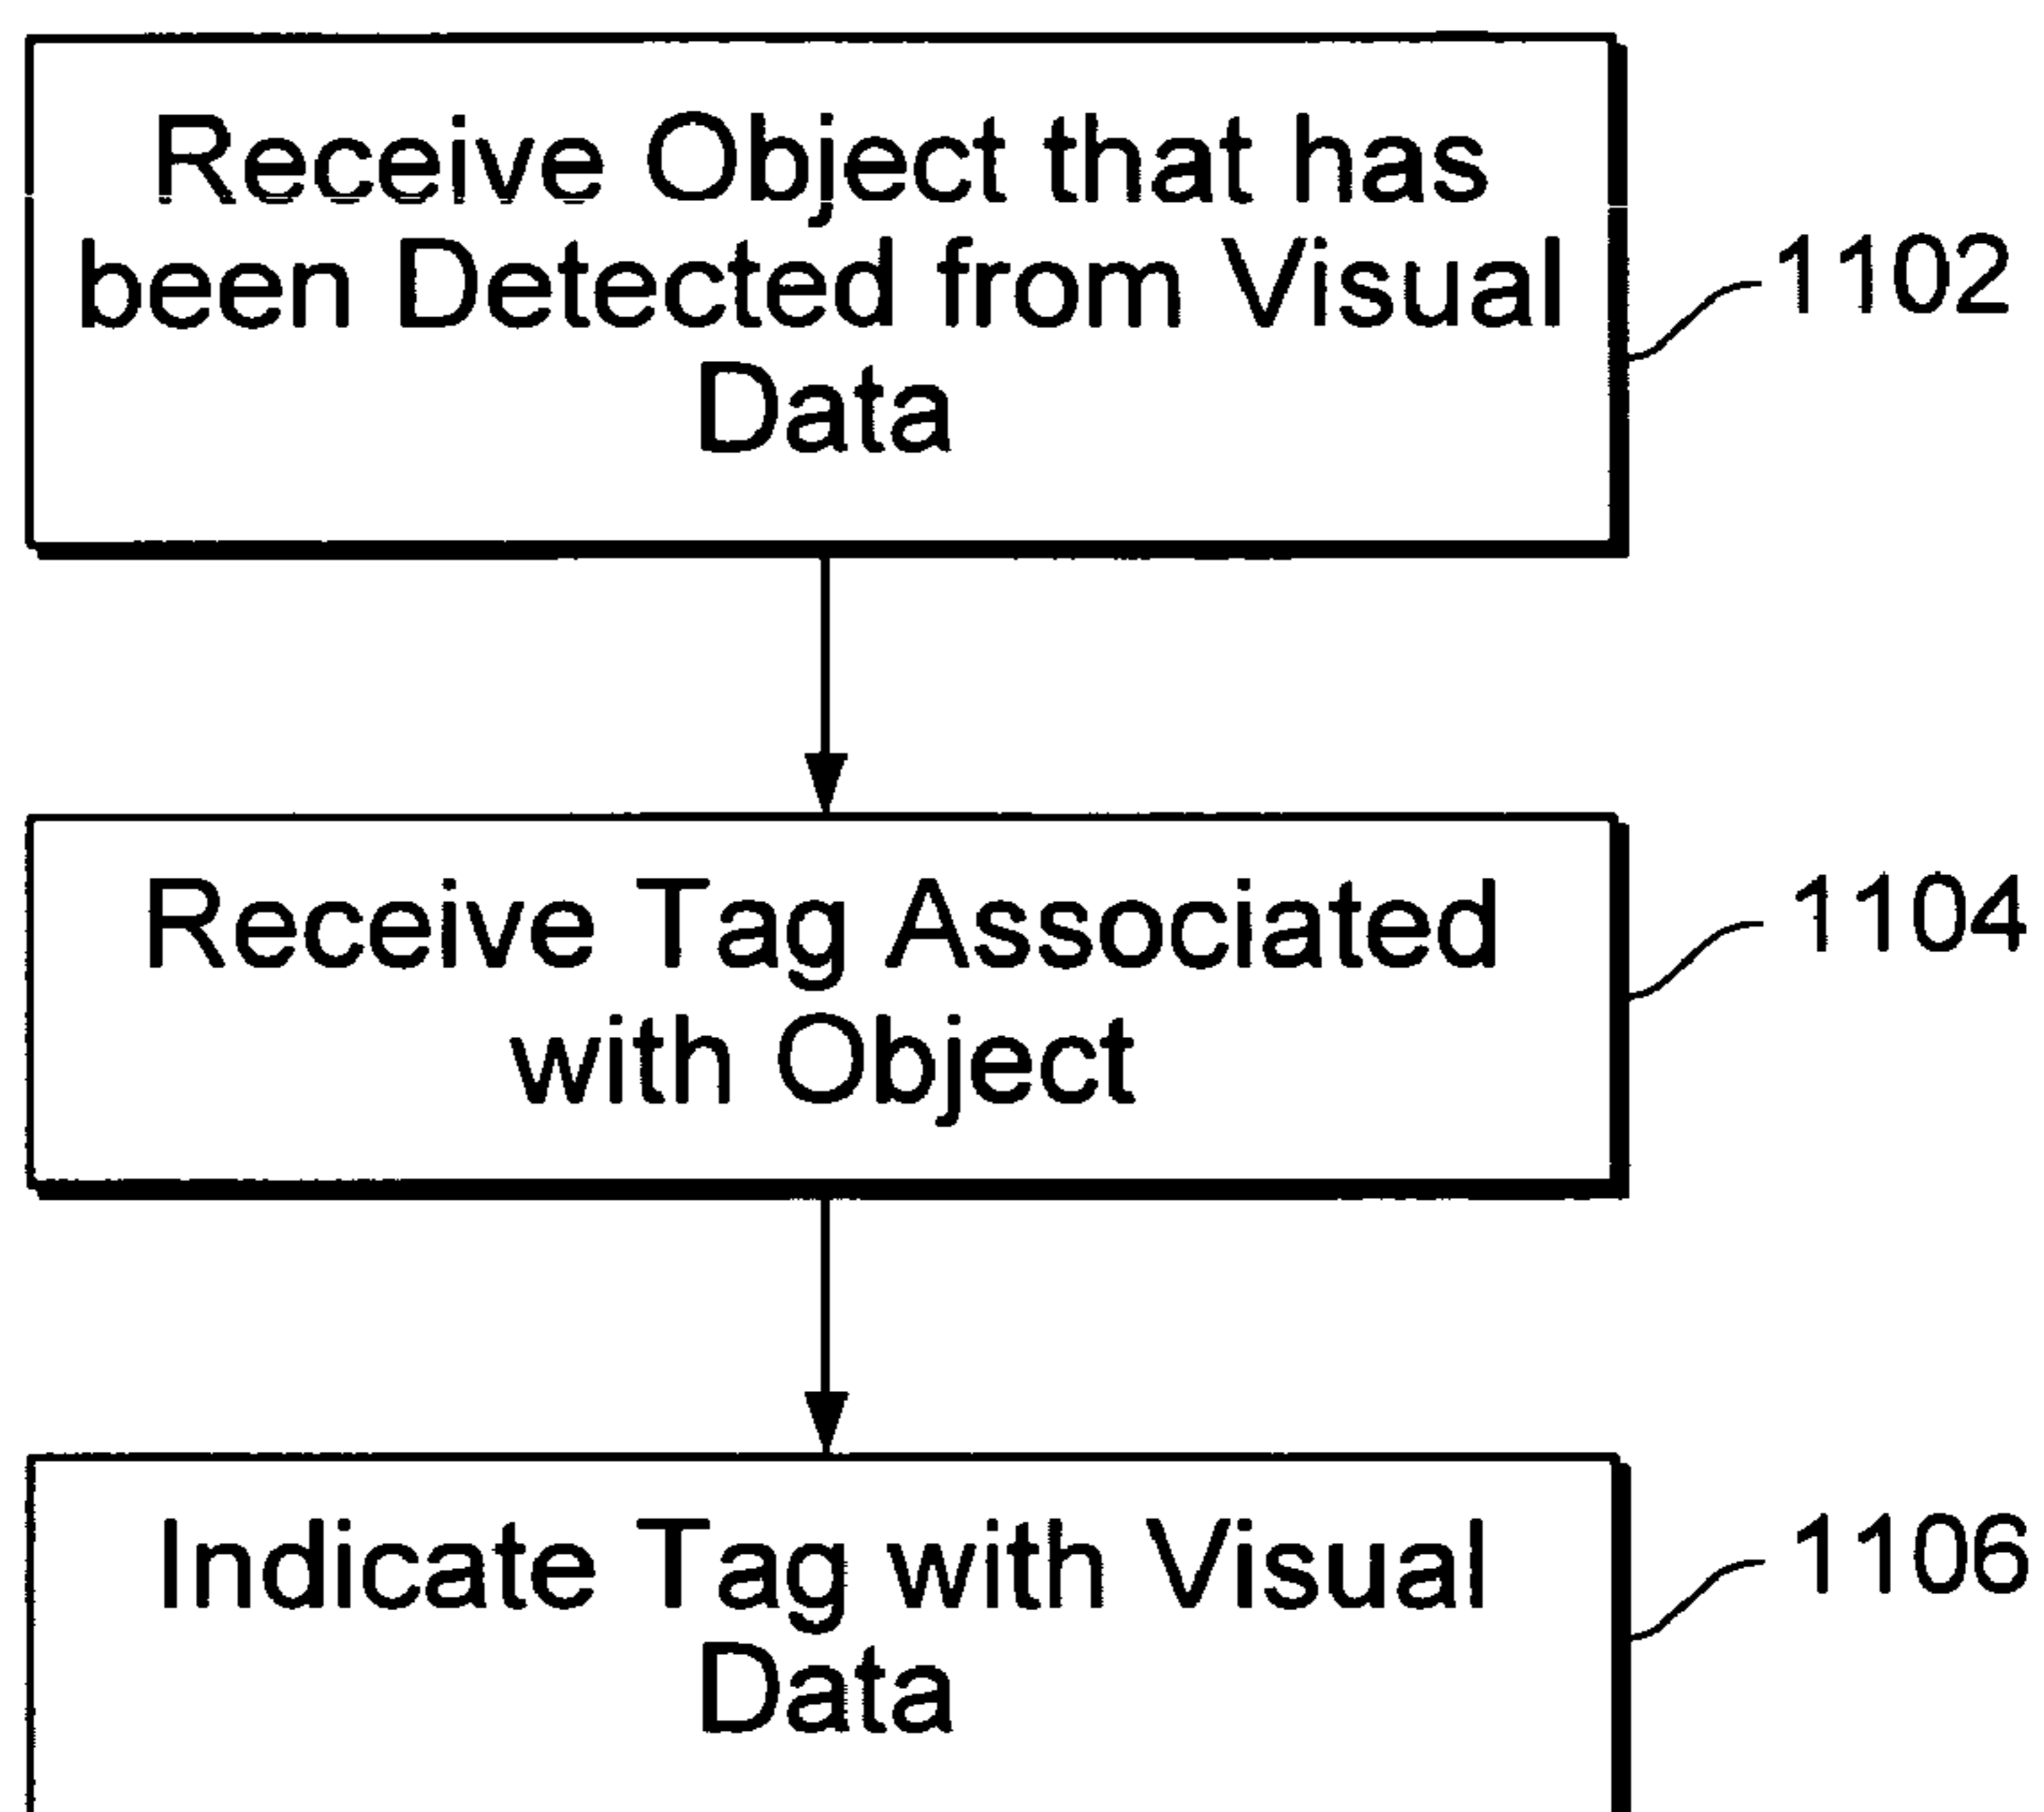 Receive Object that has
been Detected from Visual
Data
1102
Receive Tag Associated
with Object
1104
Indicate Tag with Visual
Data
1106